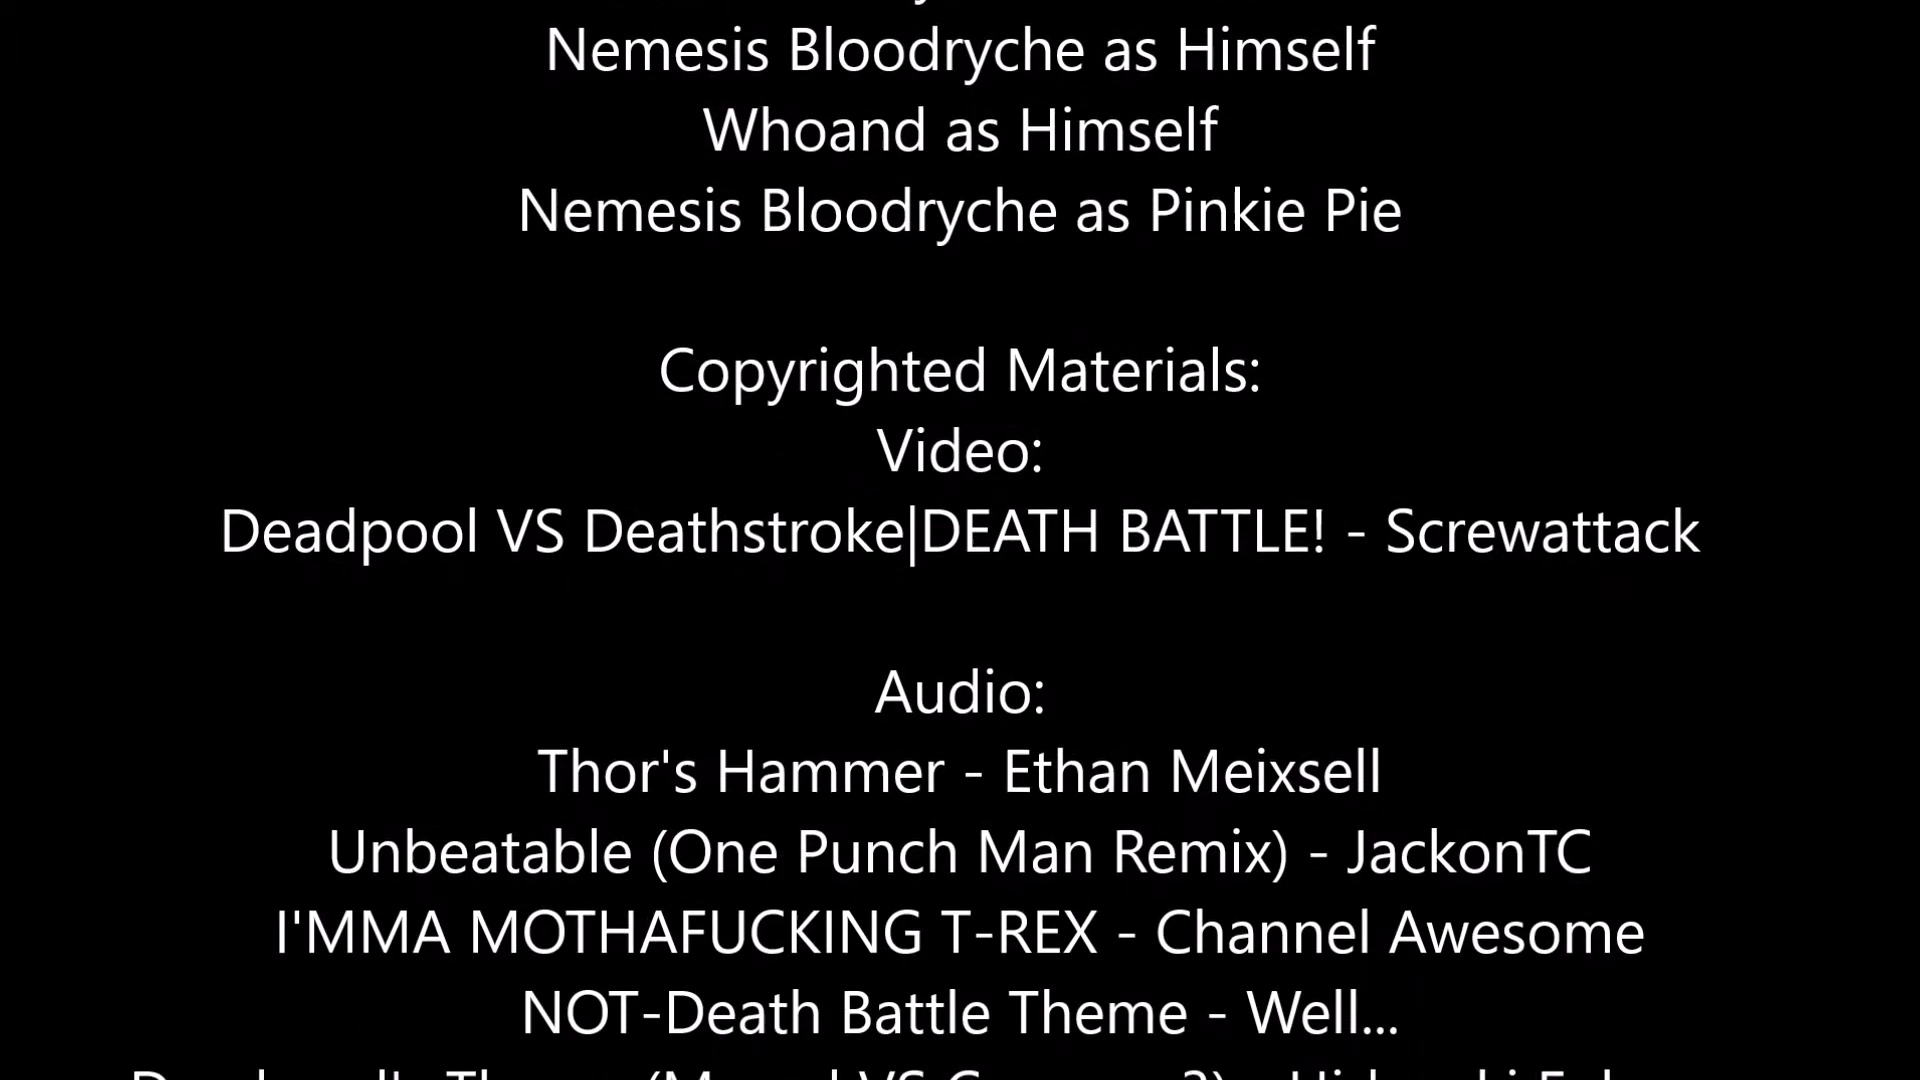 Nemesis Bloodryche as Himself
Whoand as Himself
Nemesis Bloodryche as Pinkie Pie
Copyrighted Materials:
Video:
Deadpool VS Deathstroke|DEATH BATTLE! - Screwattack
Audio:
Thor's Hammer - Ethan Meixsell
Unbeatable (One Punch Man Remix) - JackonTC
I'MMA MOTHAFUCKING T-REX - Channel Awesome
NOT-Death Battle Theme - Well...